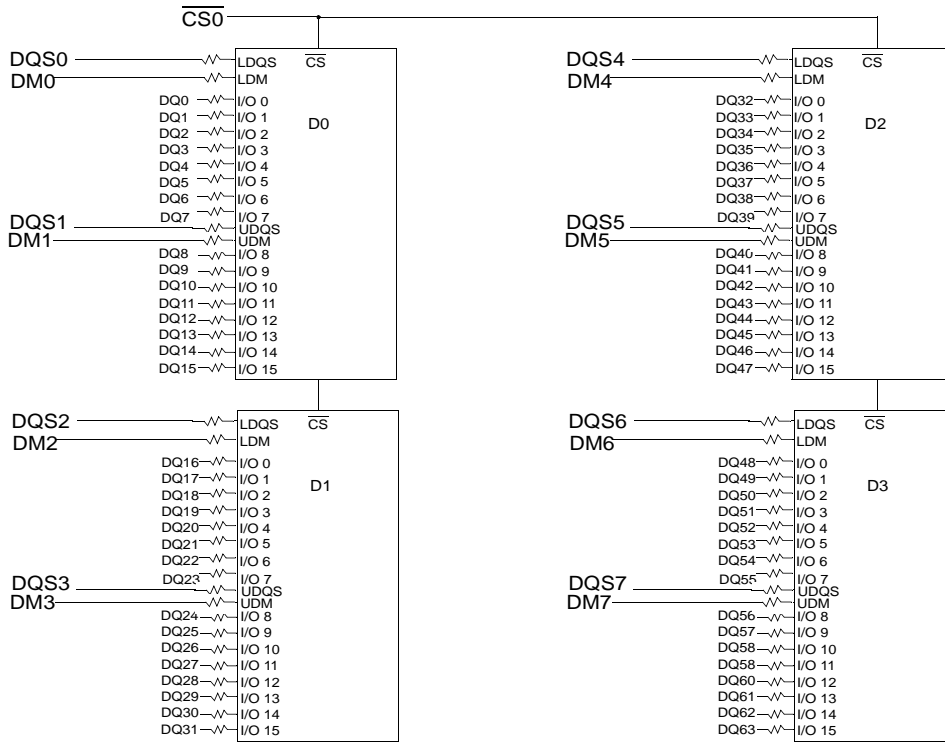 CS0
DQS0
LDQS
CS
DM0
LDM
DQ0 I/O 0
DQ1 I/O 1
D0
DQ2 I/O 2
DQ3 I/O 3
DQ4 I/O 4
DQ5 I/O 5
DQ6 I/O 6
DQ7 I/O 7
DQS1 UDQS
DM1 UDM
DQ8 I/O 8
DQ9 I/O 9
DQ10 I/O 10
DQ11 I/O 11
DQ12 I/O 12
DQ13 I/O 13
DQ14 I/O 14
DQ15 I/O 15
DQS4
LDQS
CS
DM4
LDM
DQ32 I/O 0
DQ33 I/O 1
D2
DQ34 I/O 2
DQ35 I/O 3
DQ36 I/O 4
DQ37 I/O 5
DQ38 I/O 6
DQ39 I/O 7
DQS5 UDQS
DM5 UDM
DQ40 I/O 8
DQ41 I/O 9
DQ42 I/O 10
DQ43 I/O 11
DQ44 I/O 12
DQ45 I/O 13
DQ46 I/O 14
DQ47 I/O 15
DQS2
LDQS
CS
DM2
LDM
DQ16 I/O 0
DQ17 I/O 1
D1
DQ18 I/O 2
DQ19 I/O 3
DQ20 I/O 4
DQ21 I/O 5
DQ22 I/O 6
DQ23 I/O 7
DQS3 UDQS
DM3 UDM
DQ24 I/O 8
DQ25 I/O 9
DQ26 I/O 10
DQ27 I/O 11
DQ28 I/O 12
DQ29 I/O 13
DQ30 I/O 14
DQ31 I/O 15
DQS6
LDQS
CS
DM6
LDM
DQ48 I/O 0
DQ49 I/O 1
D3
DQ50 I/O 2
DQ51 I/O 3
DQ52 I/O 4
DQ53 I/O 5
DQ54 I/O 6
DQ55 I/O 7
DQS7 UDQS
DM7 UDM
DQ56 I/O 8
DQ57 I/O 9
DQ58 I/O 10
DQ58 I/O 11
DQ60 I/O 12
DQ61 I/O 13
DQ62 I/O 14
DQ63 I/O 15